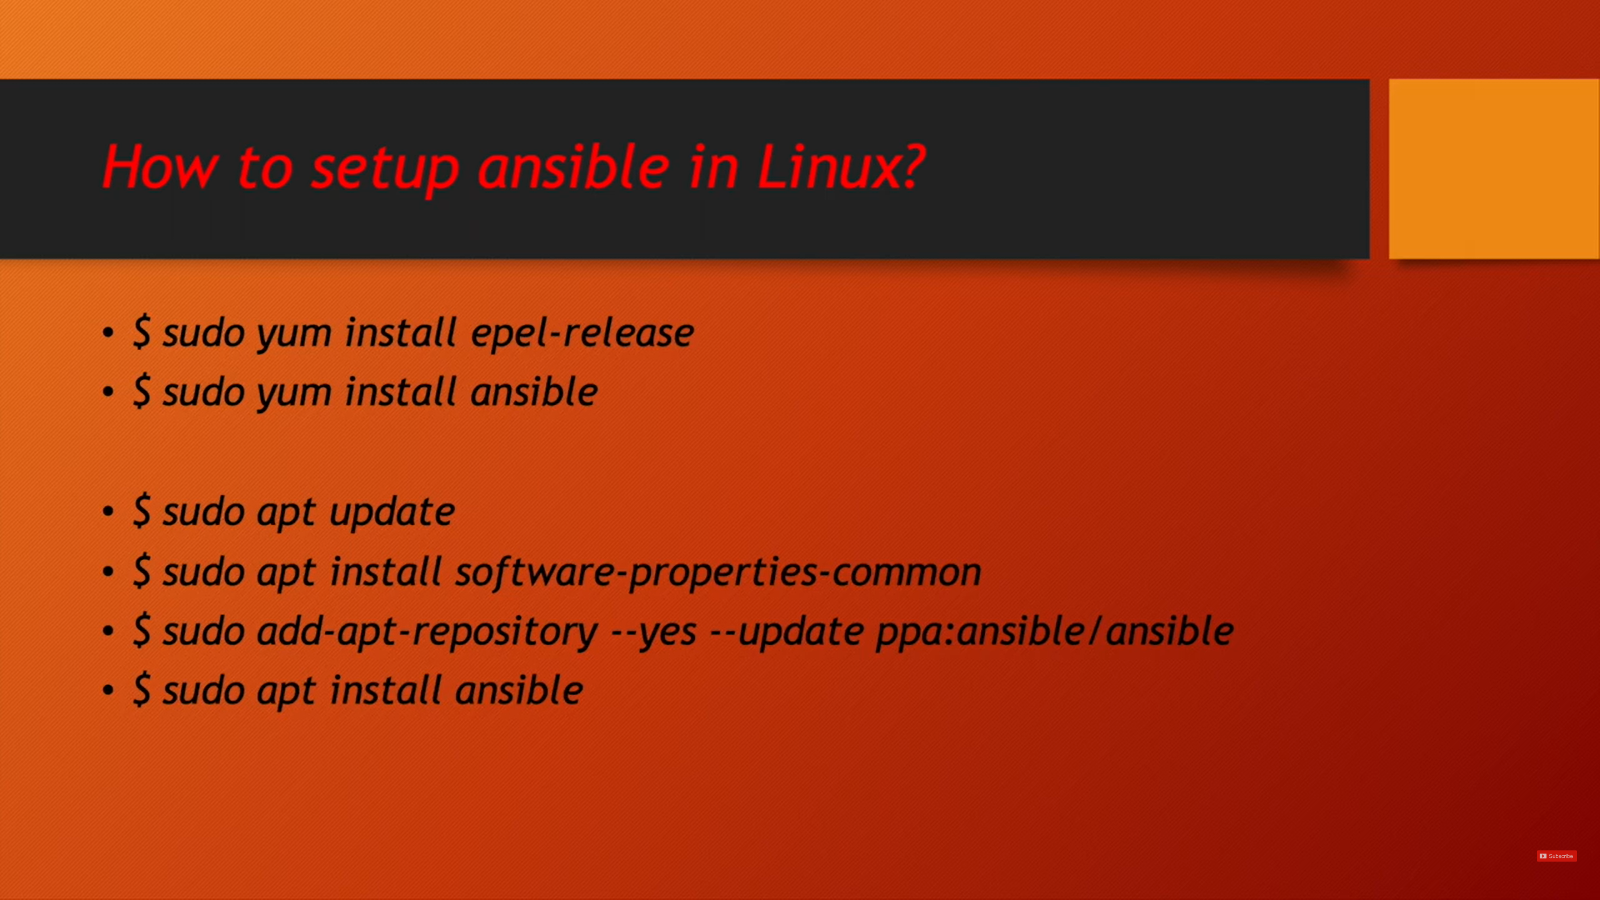 How to setup ansible in Linux?
• $ sudo yum install epel-release
• $ sudo yum install ansible
• $ sudo apt update
• $ sudo apt install software-properties-common
• $ sudo add-apt-repository --yes --update ppa:ansible/ansible
• $ sudo apt install ansible
Subscribe